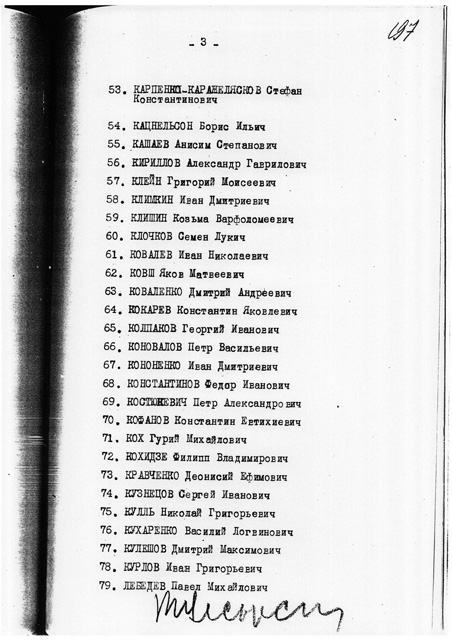 - 3 -
197
53. КАРПЕНКО-КАРАЖЕЛЯСКОВ Стефан
Константинович
54. КАЦНЕЛЬСОН Борис Ильич
55. КАШАЕВ Анисим Степанович
56. КИРИЛЛОВ Александр Гаврилович
57. КЛЕЙН Григорий Моисеевич
58. КЛИМКИН Иван Дмитриевич
59. КЛИШИН Козьма Варфоломеевич
60. КЛОЧКОВ Семен Лукич
61. КОВАЛЕВ Иван Николаевич
62. КОВШ Яков Матвеевич
63. КОВАЛЕНКО Дмитрий Андреевич
64. КОКАРЕВ Константин Яковлевич
65. КОЛПАКОВ Георгий Иванович
66. КОНОВАЛОВ Петр Васильевич
67. КОНОНЕНКО Иван Дмитриевич
68. КОНСТАНТИНОВ Федор Иванович
69. КОСТЮКЕВИЧ Петр Александрович
70. КОФАНОВ Константин Евтихиевич
71. КОХ Гурий Михайлович
72. КОХИДЗЕ Филипп Владимирович
73. КРАВЧЕНКО Деонисий Ефимович
74. КУЗНЕЦОВ Сергей Иванович
75. КУЛЛЬ Николай Григорьевич
76. КУХАРЕНКО Василий Логвинович
77. КУЛЕШОВ Дмитрий Максимович
78. КУРЛОВ Иван Григорьевич
79. ЛЕБЕДЕВ Павел Михайлович